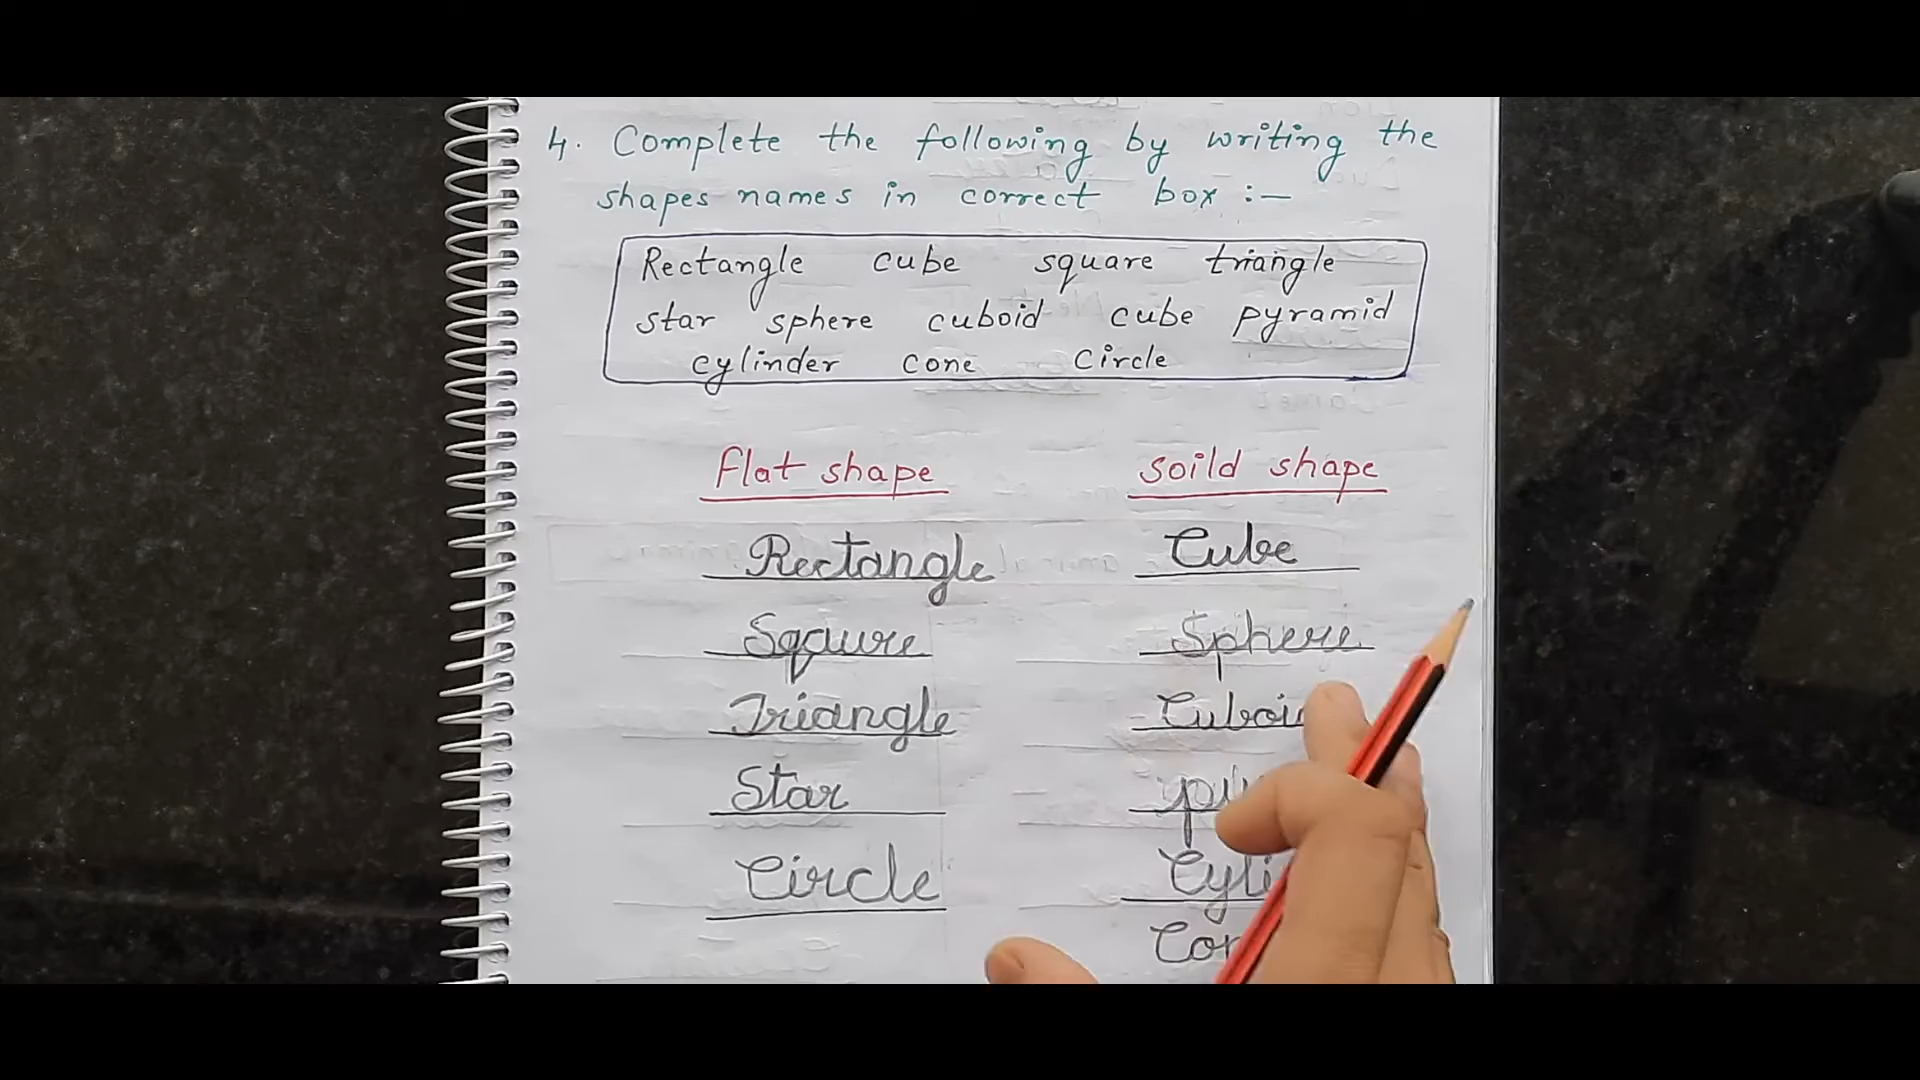 4. Complete the following by writing the
shapes names in correct box :-
Rectangle cube square triangle
star sphere cuboid cube pyramid
cylinder cone circle
flat shape soild shape
Rectangle Cube
Sqaure Sphere
Triangle
Star
Circle